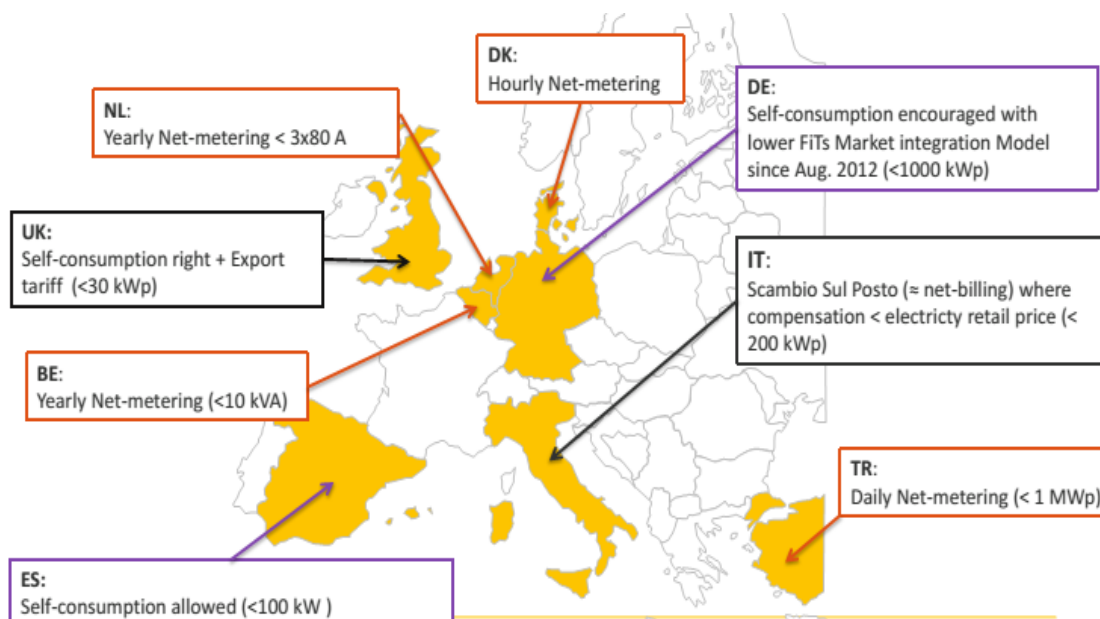 DK:
Hourly Net-metering
NL:
Yearly Net-metering < 3x80 A
DE:
Self-consumption encouraged with
lower FiTs Market integration Model
since Aug. 2012 (<1000 kWp)
UK:
Self-consumption right + Export
tariff (<30 kWp)
IT:
Scambio Sul Posto (≈ net-billing) where
compensation < electricty retail price (<
200 kWp)
BE:
Yearly Net-metering (<10 kVA)
TR:
Daily Net-metering (< 1 MWp)
ES:
Self-consumption allowed (<100 kW )